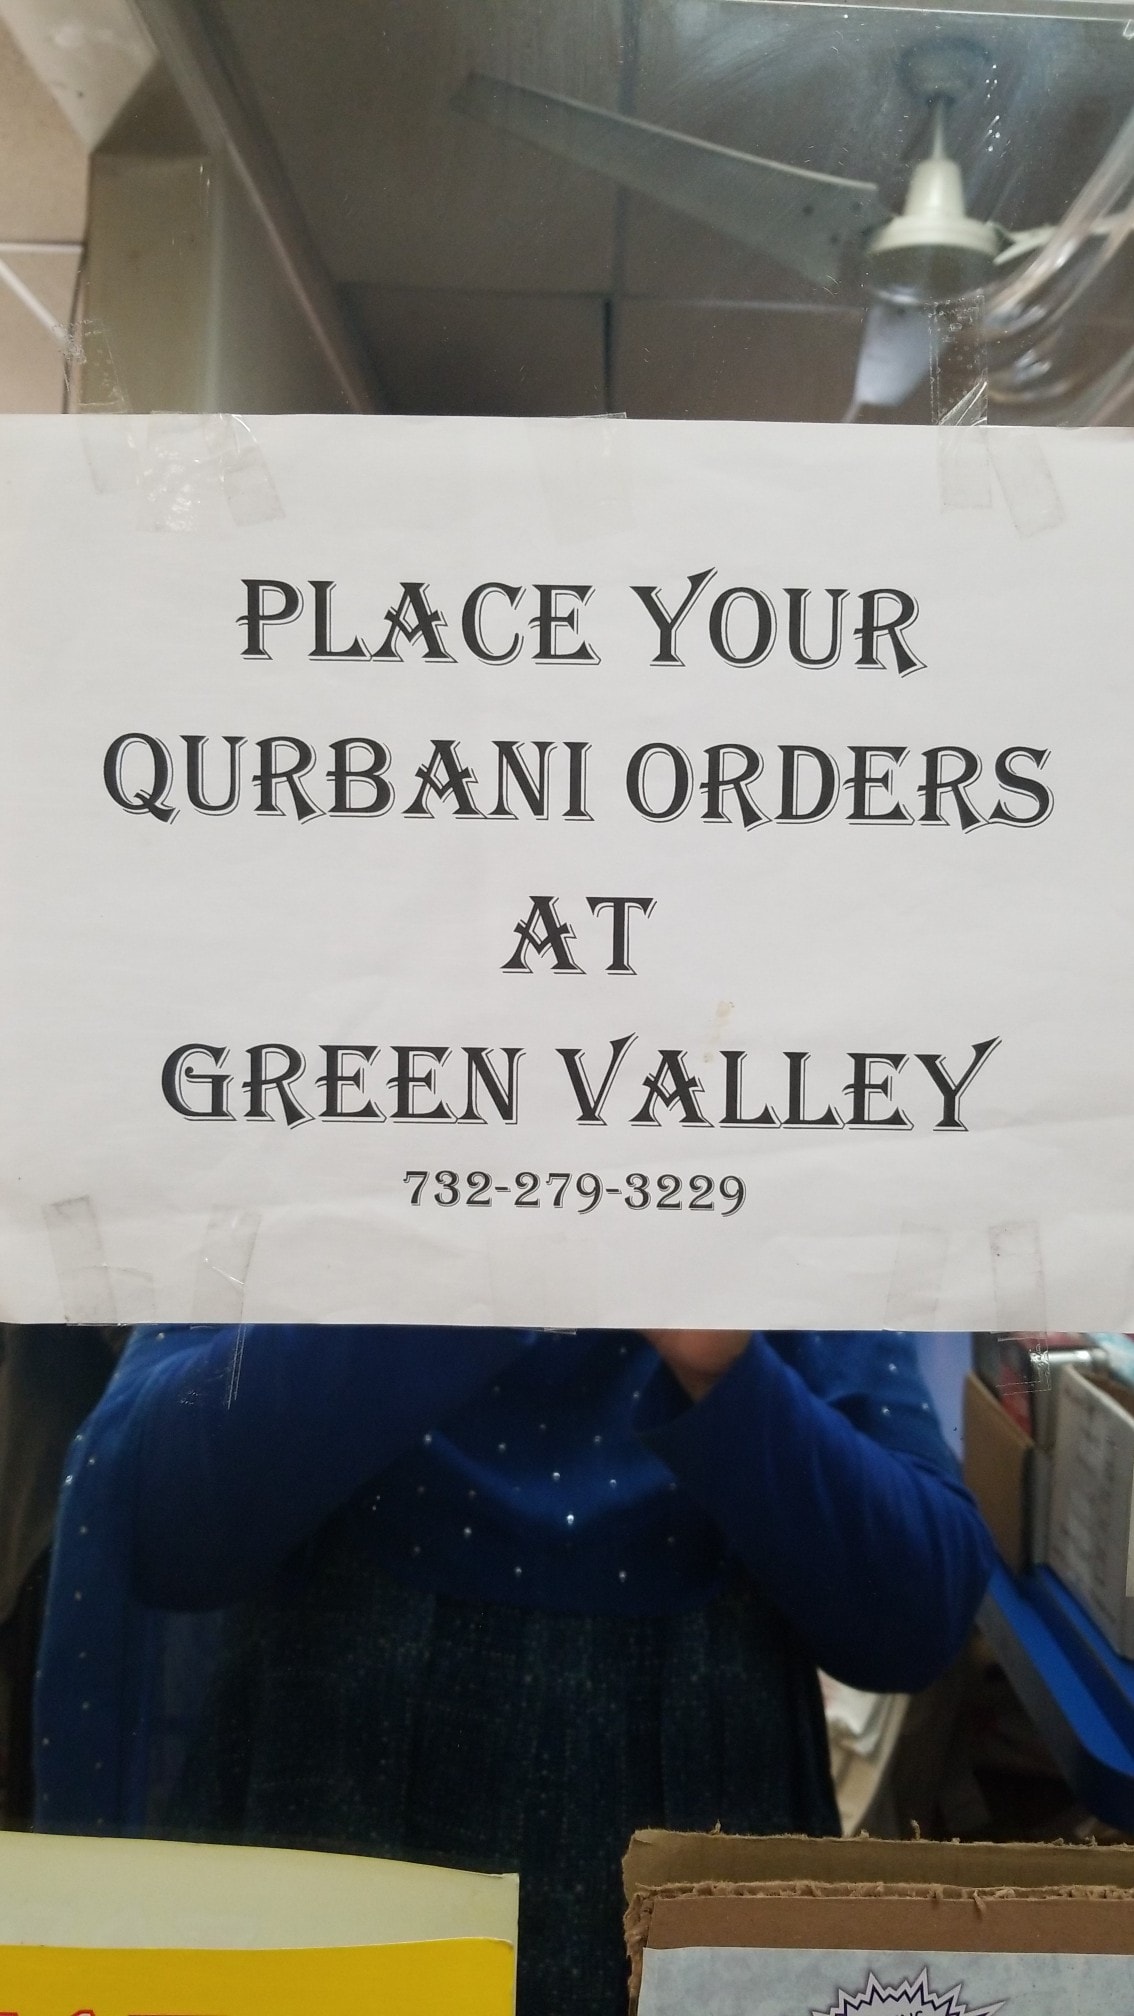 PLACE YOUR
QURBANI ORDERS
AT
GREEN VALLEY
732-279-3229